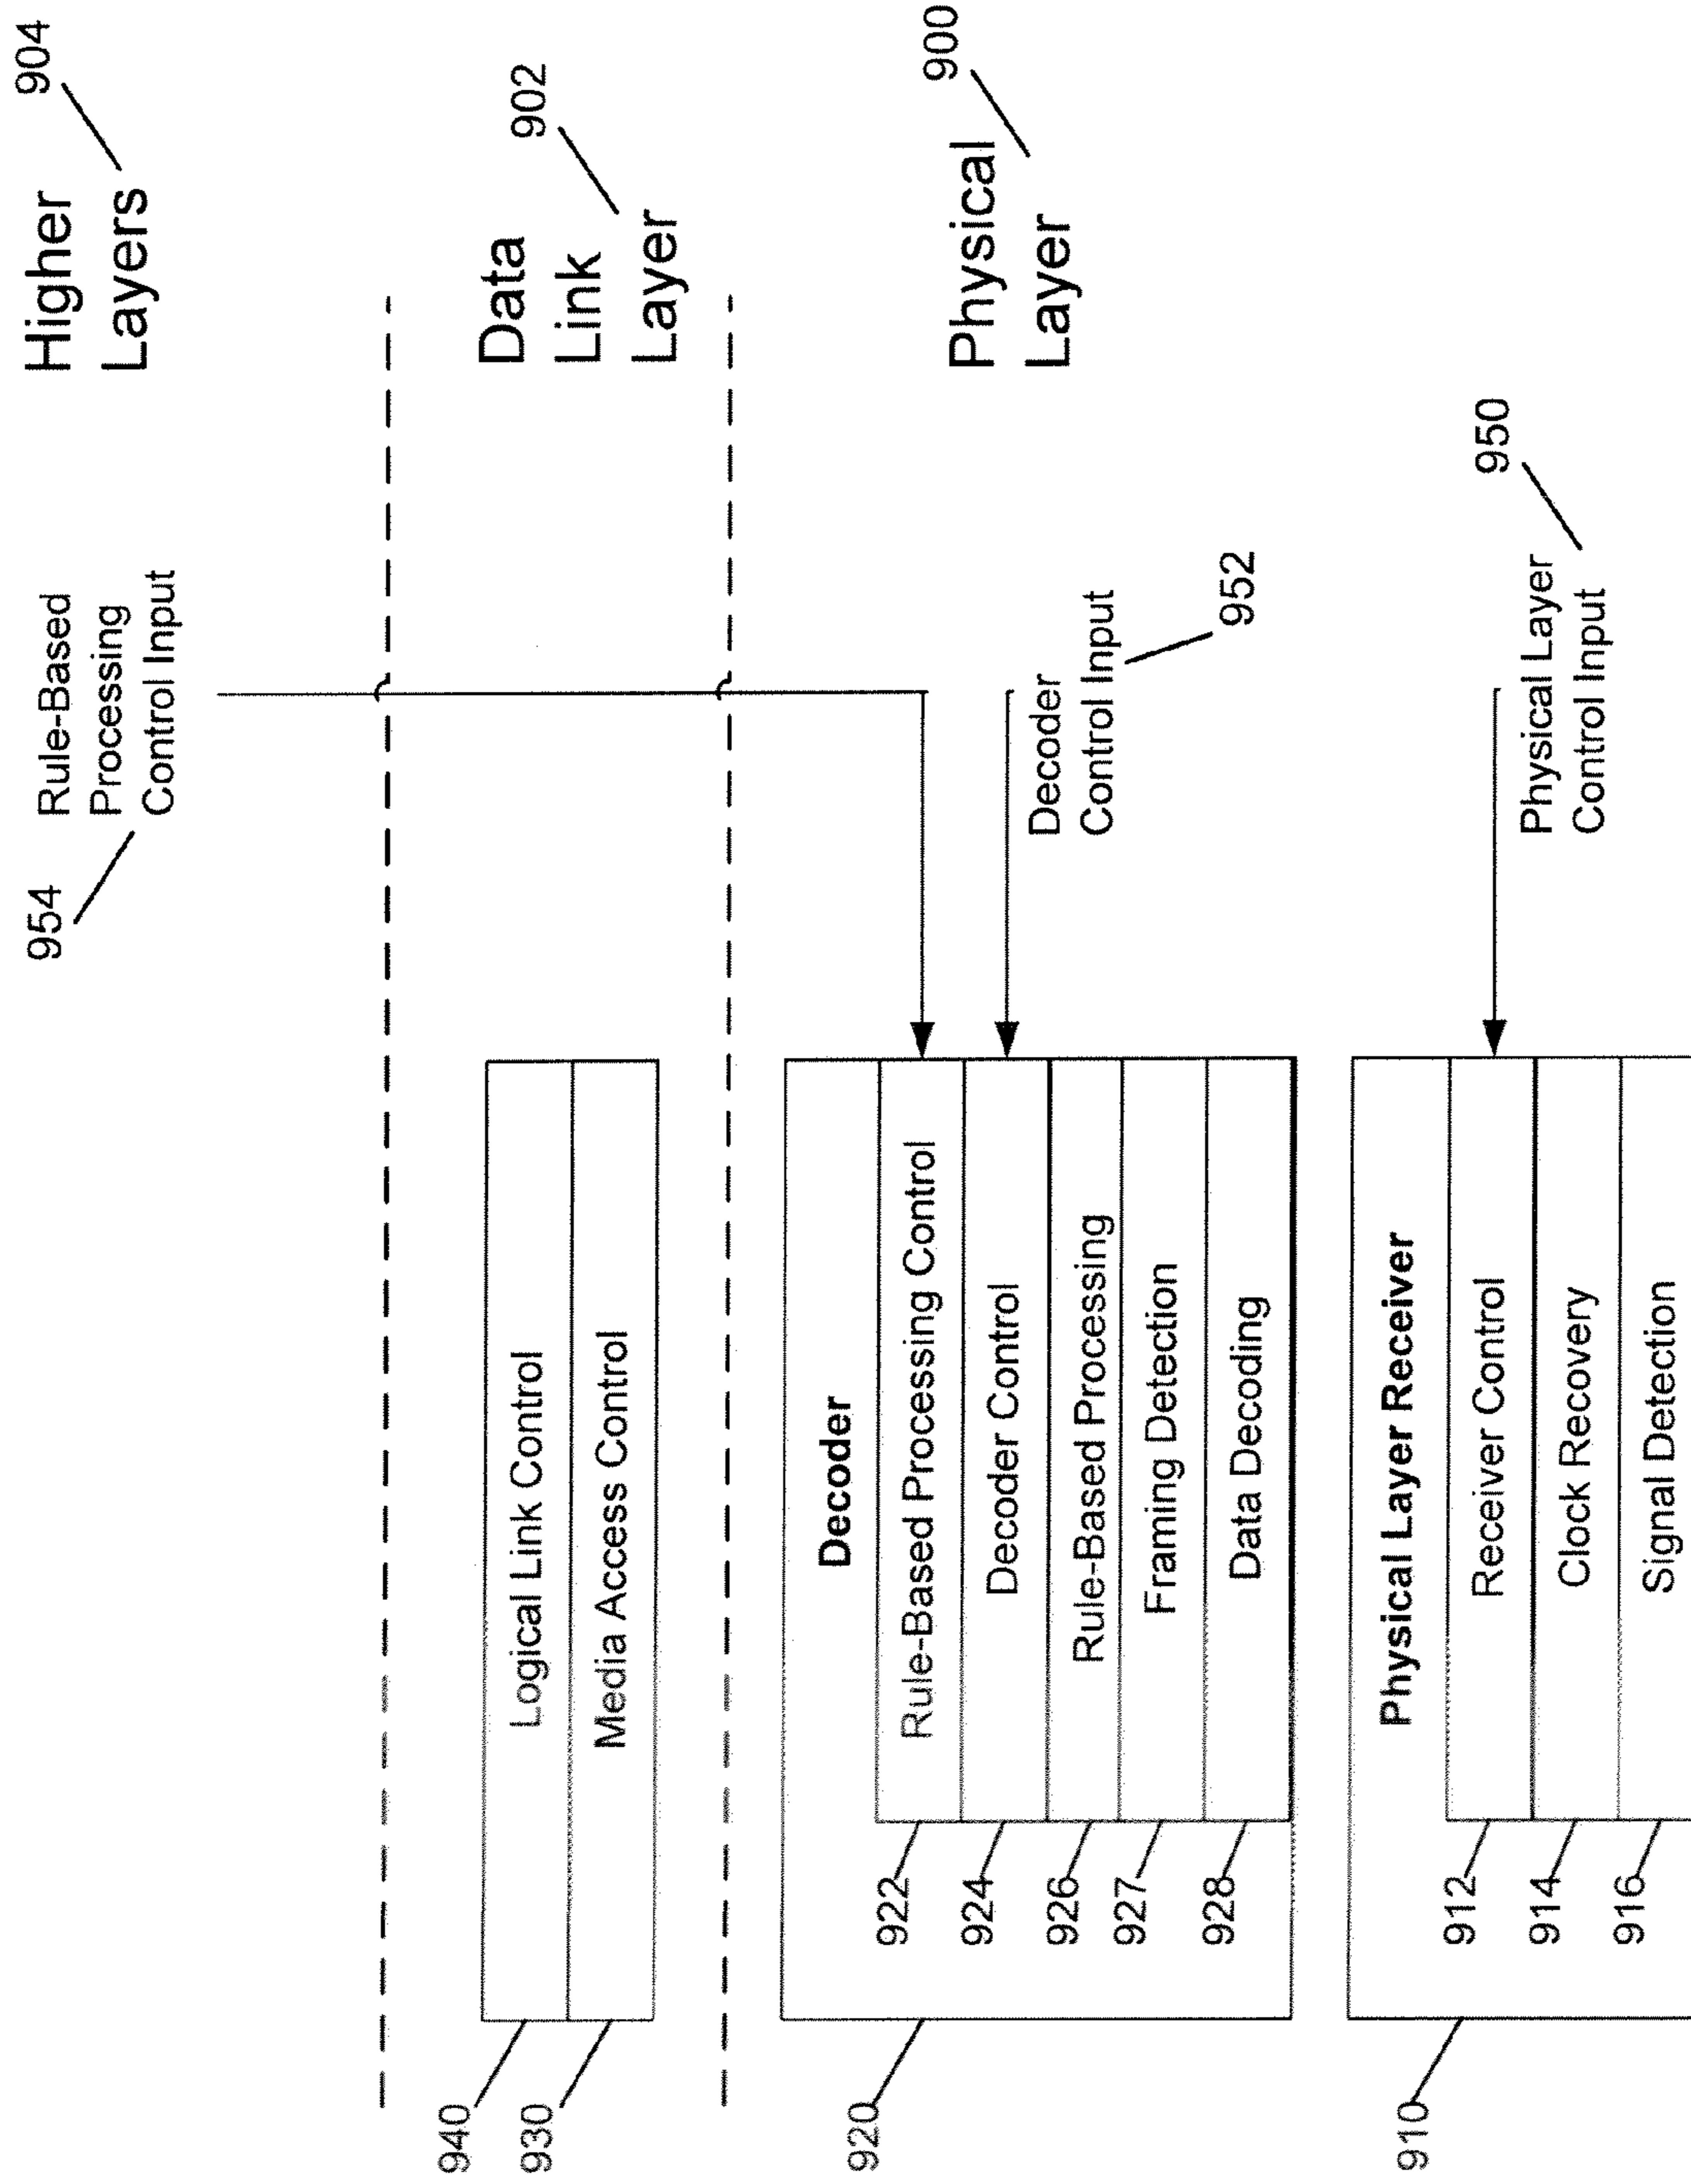 Rule-Based
Processing
Control Input
954
Higher
Layers
904
940
Logical Link Control
930
Media Access Control
Data
Link
Layer
902
920
Decoder
922
Rule-Based Processing Control
924
Decoder Control
926
Rule-Based Processing
927
Framing Detection
928
Data Decoding
Decoder
Control Input
952
Physical
Layer
900
910
Physical Layer Receiver
912
Receiver Control
914
Clock Recovery
916
Signal Detection
Physical Layer
Control Input
950